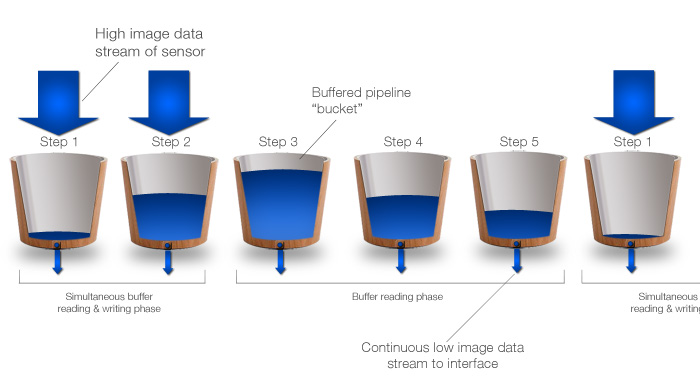 High image data
stream of sensor
Buffered pipeline
“bucket”
Step 1
Step 2
Step 3
Step 4
Step 5
Step 1
Simultaneous buffer
reading & writing phase
Buffer reading phase
Simultaneous
reading & writing
Continuous low image data
stream to interface